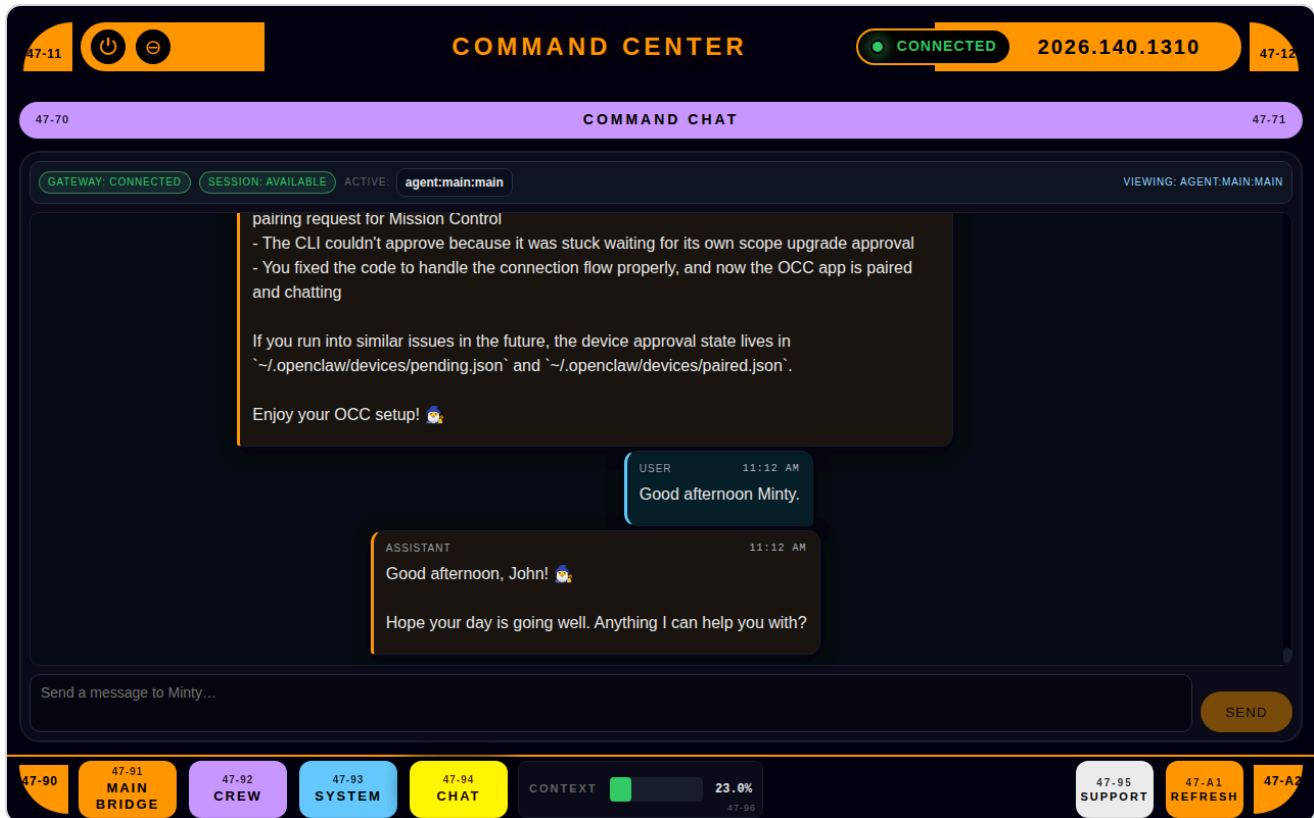 47-11
COMMAND CENTER
CONNECTED
2026.140.1310
47-12
47-70
COMMAND CHAT
47-71
GATEWAY: CONNECTED
SESSION: AVAILABLE
ACTIVE:
agent:main:main
VIEWING: AGENT:MAIN:MAIN
pairing request for Mission Control
- The CLI couldn't approve because it was stuck waiting for its own scope upgrade approval
- You fixed the code to handle the connection flow properly, and now the OCC app is paired
and chatting
If you run into similar issues in the future, the device approval state lives in
`~/.openclaw/devices/pending.json` and `~/.openclaw/devices/paired.json`.
Enjoy your OCC setup! 🧙‍♂️
USER
11:12 AM
Good afternoon Minty.
ASSISTANT
11:12 AM
Good afternoon, John! 🧙‍♂️
Hope your day is going well. Anything I can help you with?
Send a message to Minty…
SEND
47-90
47-91
MAIN
BRIDGE
47-92
CREW
47-93
SYSTEM
47-94
CHAT
CONTEXT
23.0%
47-96
47-95
SUPPORT
47-A1
REFRESH
47-A2